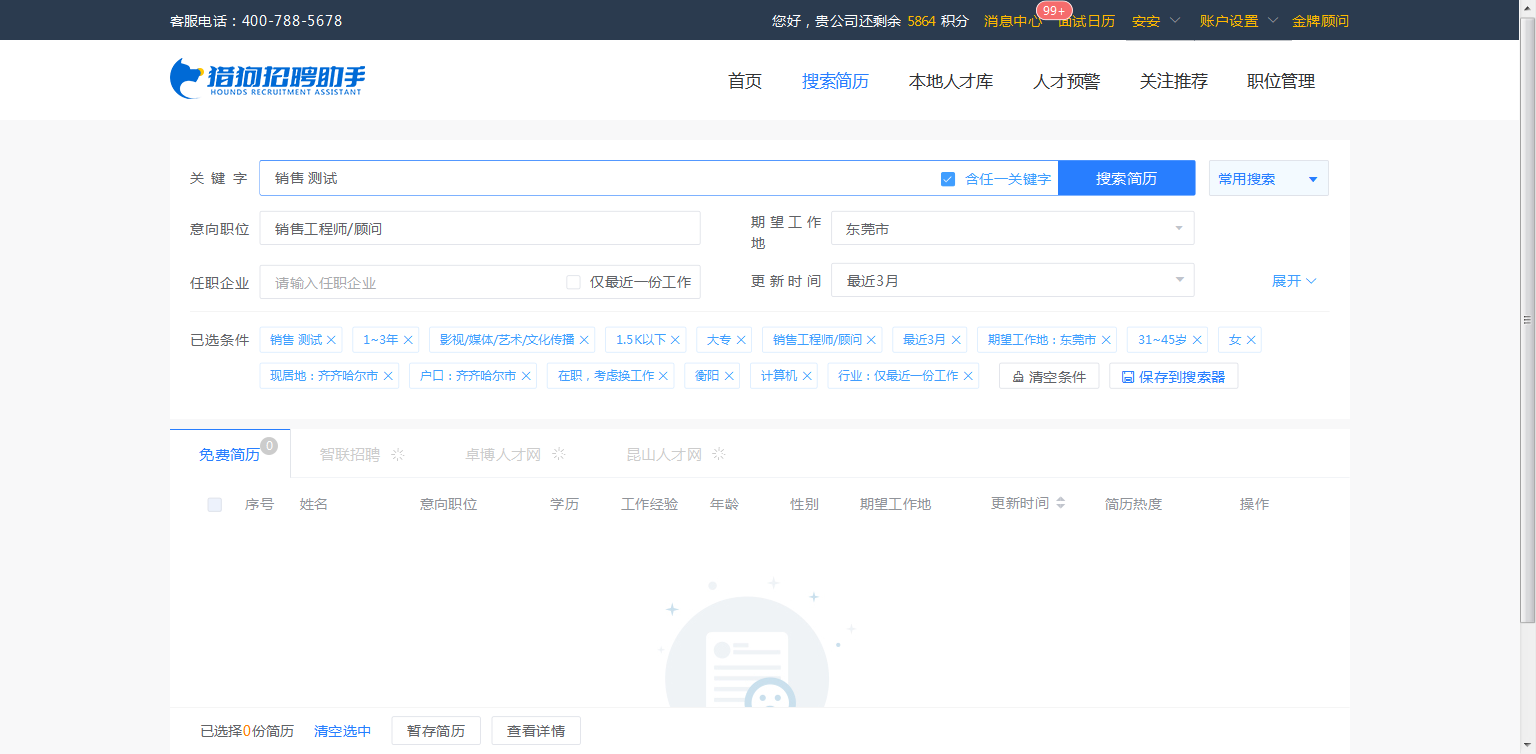 客服电话：400-788-5678
您好，贵公司还剩余 5864 积分 消息中心 99+ 面试日历 安安 账户设置 金牌顾问
猎狗招聘助手
HOUNDS RECRUITMENT ASSISTANT
首页 搜索简历 本地人才库 人才预警 关注推荐 职位管理
关键字 销售 测试 含任一关键字 搜索简历 常用搜索
意向职位 销售工程师/顾问 期望工作地 东莞市
任职企业 请输入任职企业 仅最近一份工作 更新时间 最近3月 展开
已选条件 销售 测试 1~3年 影视/媒体/艺术/文化传播 1.5K以下 大专 销售工程师/顾问 最近3月 期望工作地：东莞市 31~45岁 女
现居地：齐齐哈尔市 户口：齐齐哈尔市 在职，考虑换工作 衡阳 计算机 行业：仅最近一份工作 清空条件 保存到搜索器
免费简历 0 智联招聘 卓博人才网 昆山人才网
序号 姓名 意向职位 学历 工作经验 年龄 性别 期望工作地 更新时间 简历热度 操作
已选择0份简历 清空选中 暂存简历 查看详情